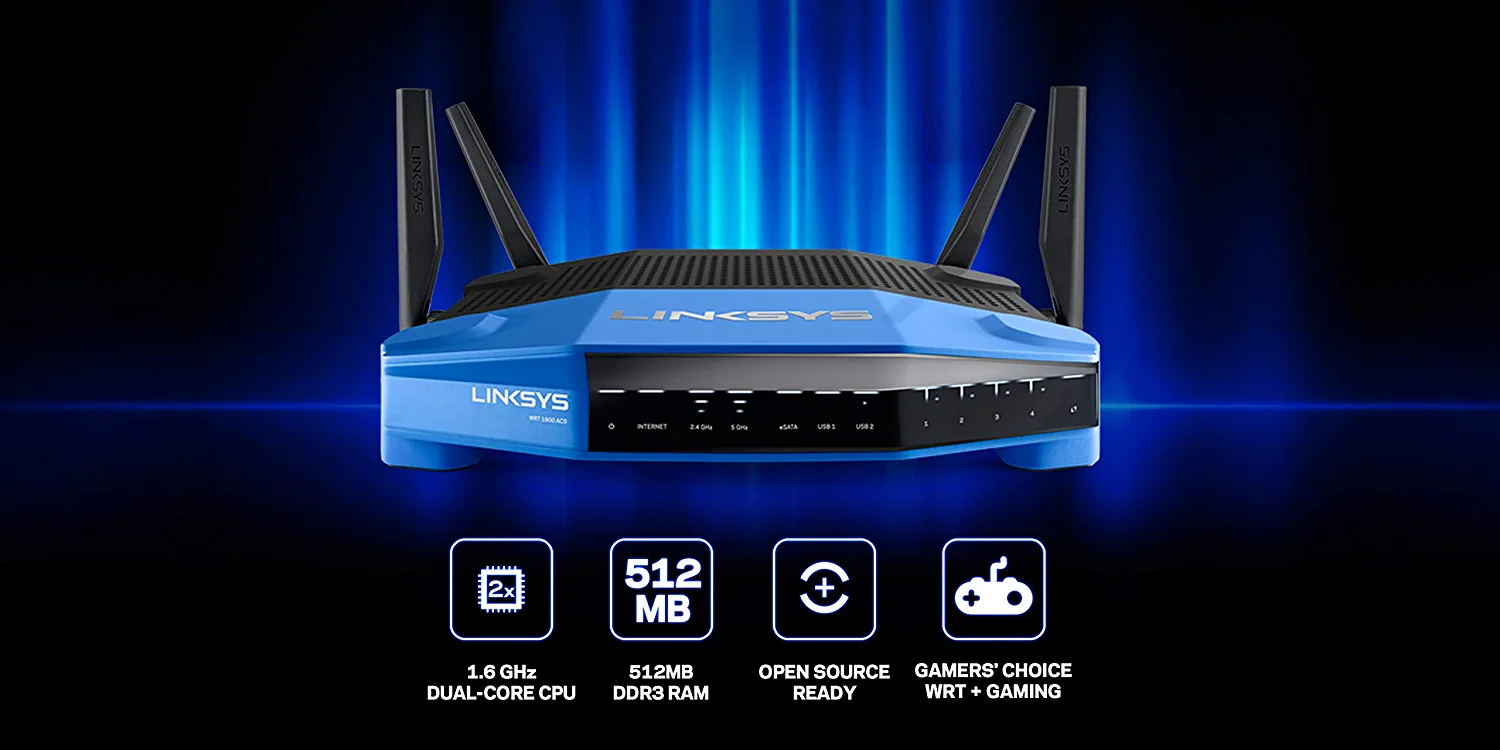 LINKSYS
LINKSYS
LINKSYS
LINKSYS
WRT 1900 ACS
INTERNET
2.4 GHz
5 GHz
eSATA
USB 1
USB 2
1
2
3
4
2x
512
MB
1.6 GHz
DUAL-CORE CPU
512MB
DDR3 RAM
OPEN SOURCE
READY
GAMERS' CHOICE
WRT + GAMING